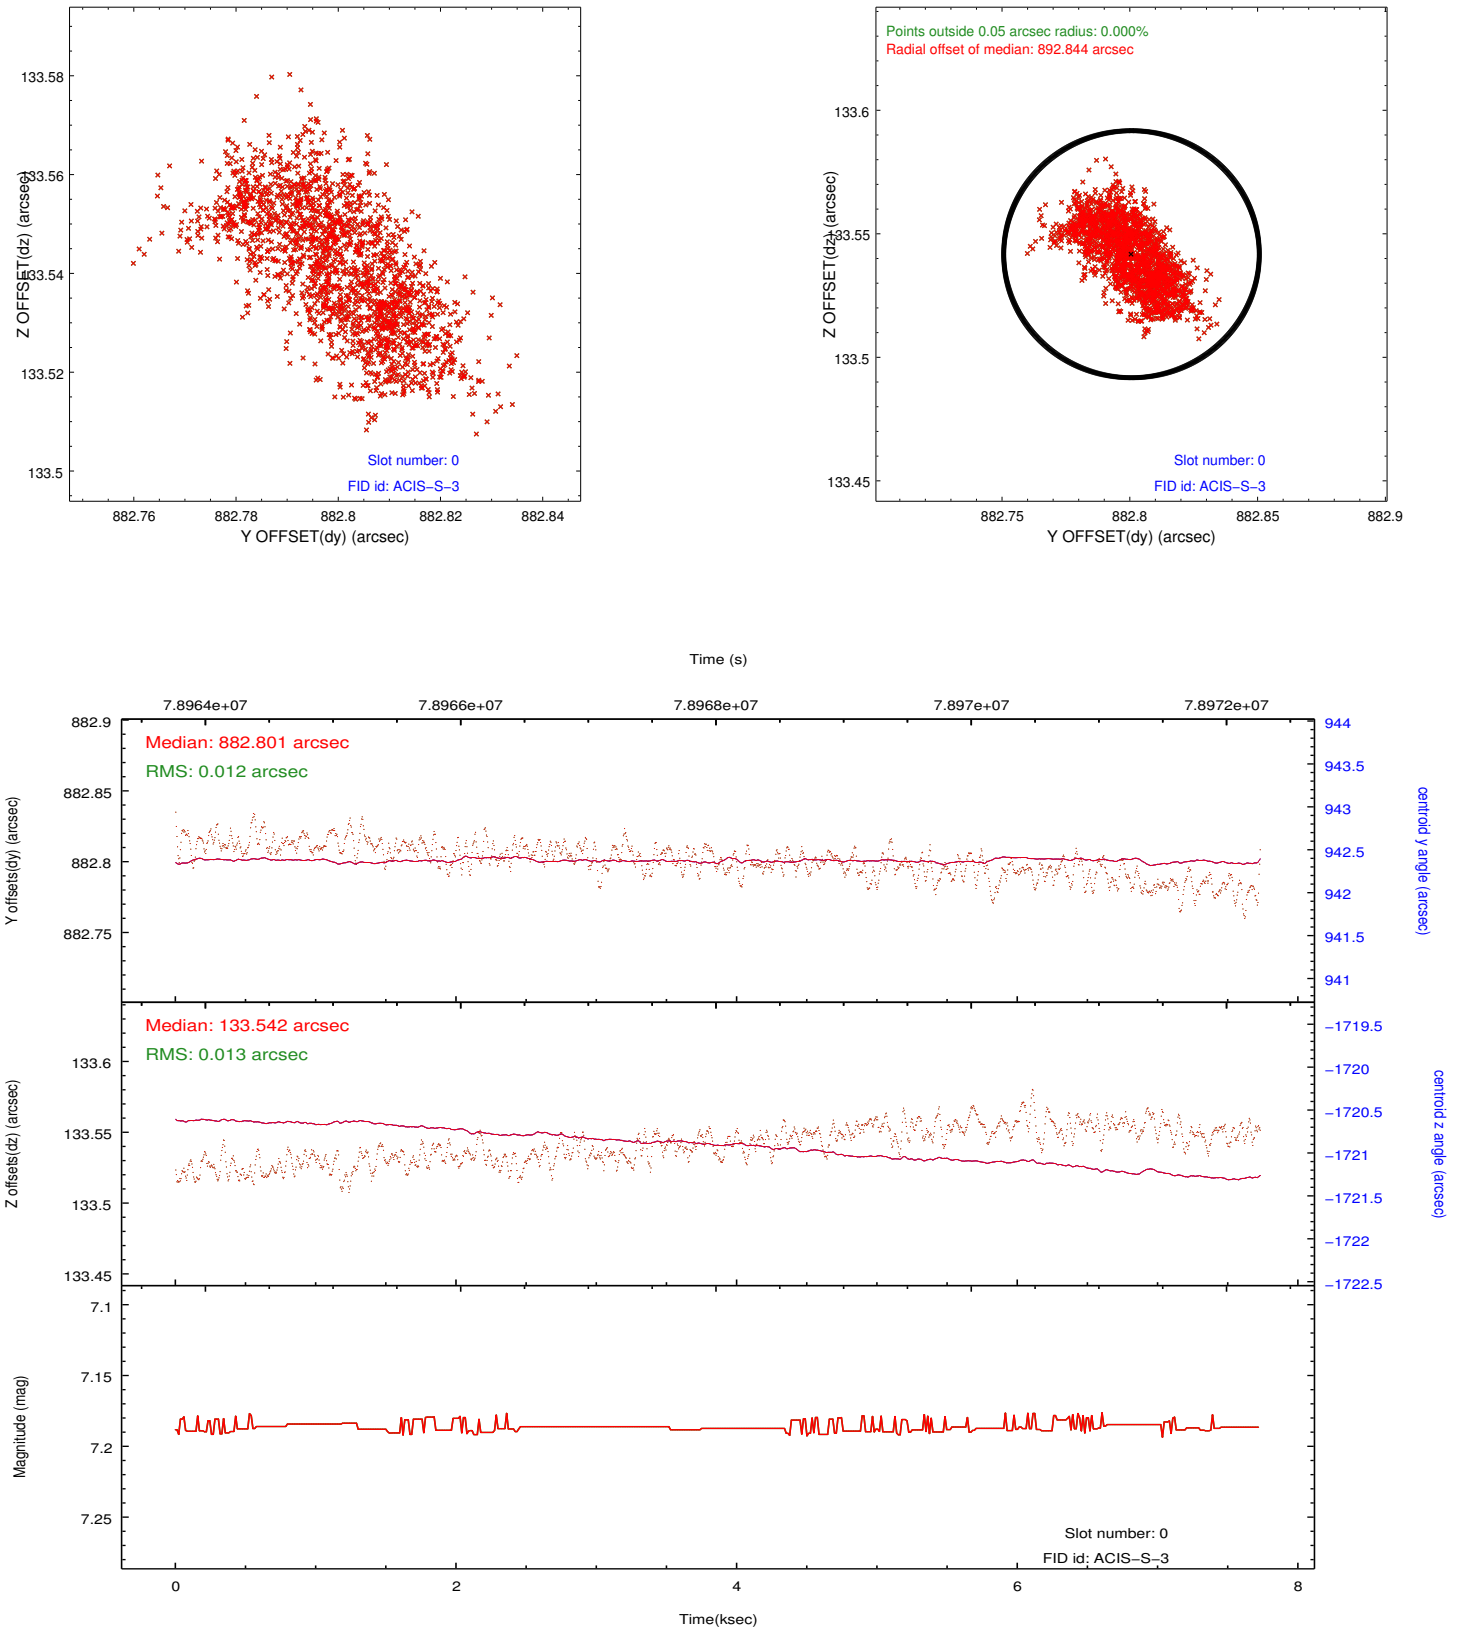 133.58
133.56
133.54
133.52
133.5
Z OFFSET(dz) (arcsec)
Slot number: 0
FID id: ACIS−S−3
882.76 882.78 882.8 882.82 882.84
Y OFFSET(dy) (arcsec)
Points outside 0.05 arcsec radius: 0.000%
Radial offset of median: 892.844 arcsec
133.6
133.55
133.5
133.45
Z OFFSET(dz) (arcsec)
Slot number: 0
FID id: ACIS−S−3
882.75 882.8 882.85 882.9
Y OFFSET(dy) (arcsec)
Time (s)
7.8964e+07 7.8966e+07 7.8968e+07 7.897e+07 7.8972e+07
882.9
882.85
882.8
882.75
Y offsets(dy) (arcsec)
Median: 882.801 arcsec
RMS: 0.012 arcsec
944
943.5
943
942.5
942
941.5
941
centroid y angle (arcsec)
133.6
133.55
133.5
133.45
Z offsets(dz) (arcsec)
Median: 133.542 arcsec
RMS: 0.013 arcsec
−1719.5
−1720
−1720.5
−1721
−1721.5
−1722
−1722.5
centroid z angle (arcsec)
7.1
7.15
7.2
7.25
Magnitude (mag)
Slot number: 0
FID id: ACIS−S−3
0 2 4 6 8
Time(ksec)